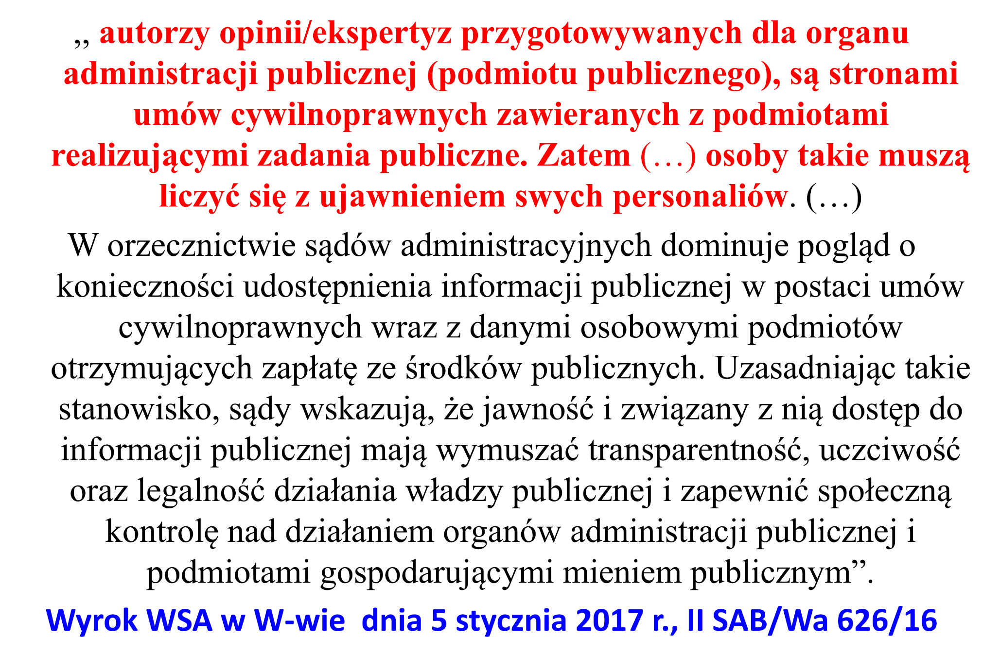 ,, autorzy opinii/ekspertyz przygotowywanych dla organu
administracji publicznej (podmiotu publicznego), są stronami
umów cywilnoprawnych zawieranych z podmiotami
realizującymi zadania publiczne. Zatem (…) osoby takie muszą
liczyć się z ujawnieniem swych personaliów. (…)
W orzecznictwie sądów administracyjnych dominuje pogląd o
konieczności udostępnienia informacji publicznej w postaci umów
cywilnoprawnych wraz z danymi osobowymi podmiotów
otrzymujących zapłatę ze środków publicznych. Uzasadniając takie
stanowisko, sądy wskazują, że jawność i związany z nią dostęp do
informacji publicznej mają wymuszać transparentność, uczciwość
oraz legalność działania władzy publicznej i zapewnić społeczną
kontrolę nad działaniem organów administracji publicznej i
podmiotami gospodarującymi mieniem publicznym”.
Wyrok WSA w W-wie  dnia 5 stycznia 2017 r., II SAB/Wa 626/16